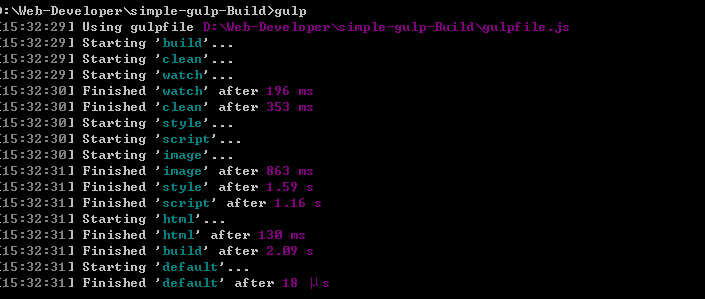 D:\Web-Developer\simple-gulp-Build>gulp
[15:32:29] Using gulpfile D:\Web-Developer\simple-gulp-Build\gulpfile.js
[15:32:29] Starting 'build'...
[15:32:29] Starting 'clean'...
[15:32:29] Starting 'watch'...
[15:32:30] Finished 'watch' after 196 ms
[15:32:30] Finished 'clean' after 353 ms
[15:32:30] Starting 'style'...
[15:32:30] Starting 'script'...
[15:32:30] Starting 'image'...
[15:32:31] Finished 'image' after 863 ms
[15:32:31] Finished 'style' after 1.59 s
[15:32:31] Finished 'script' after 1.16 s
[15:32:31] Starting 'html'...
[15:32:31] Finished 'html' after 130 ms
[15:32:31] Finished 'build' after 2.09 s
[15:32:31] Starting 'default'...
[15:32:31] Finished 'default' after 18 μs